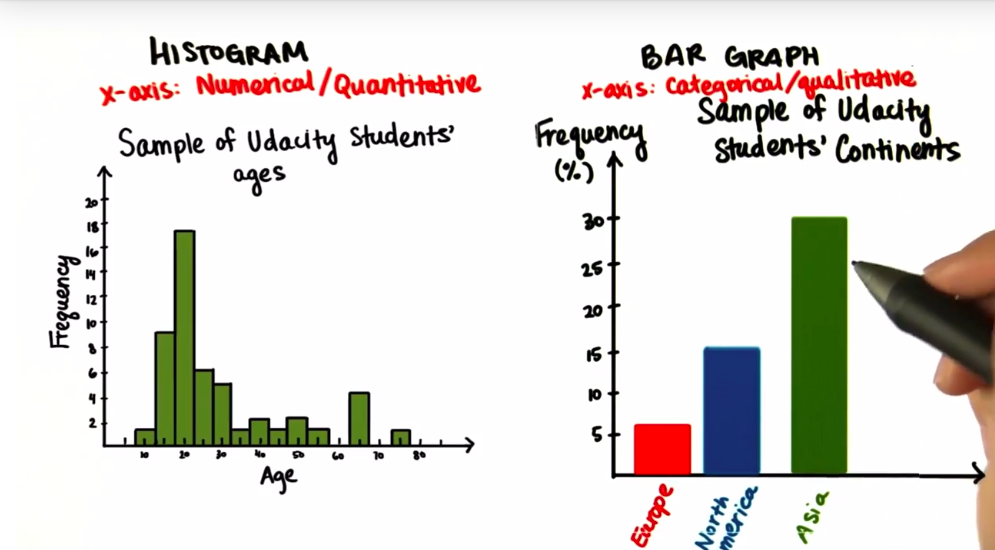 HISTOGRAM
x-axis: Numerical/Quantitative
Sample of Udacity Students'
ages
Frequency
20
18
16
14
12
10
8
6
4
2
10 20 30 40 50 60 70 80
Age
BAR GRAPH
x-axis: Categorical/qualitative
Sample of Udacity
Students' Continents
Frequency
(%)
30
25
20
15
10
5
Europe
North
merica
Asia